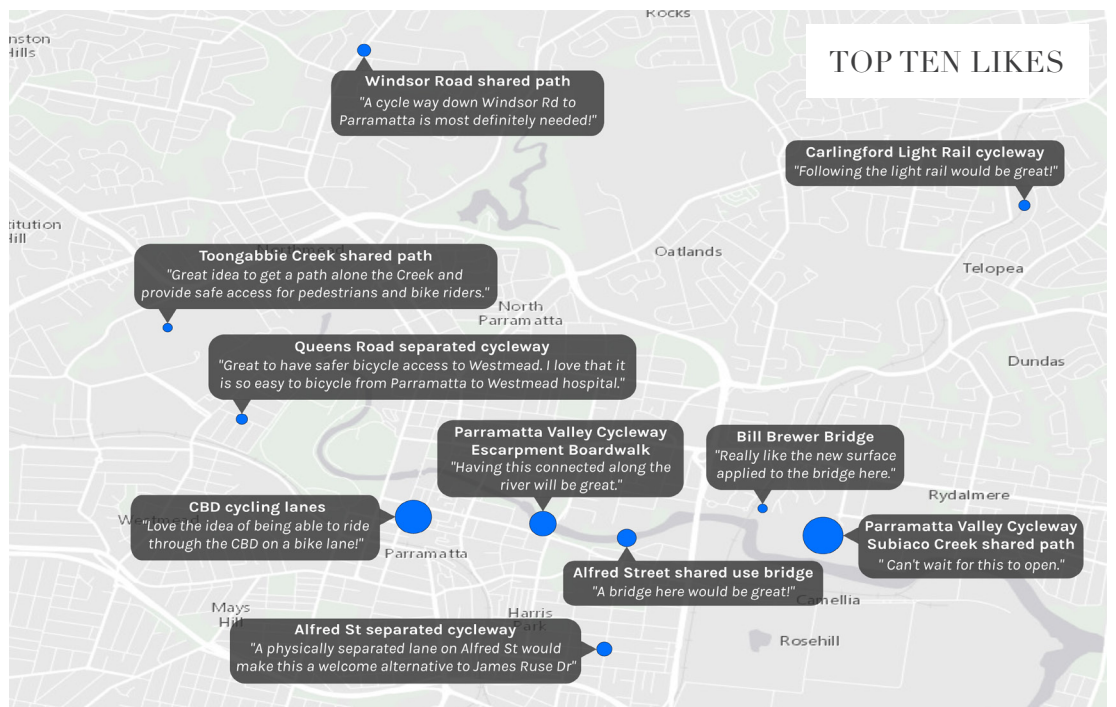 Rocks
TOP TEN LIKES
nston
Hills
Windsor Road shared path
"A cycle way down Windsor Rd to
Parramatta is most definitely needed!"
Carlingford Light Rail cycleway
"Following the light rail would be great!"
titution
Hill
Toongabbie Creek shared path
"Great idea to get a path alone the Creek and
provide safe access for pedestrians and bike riders."
Oatlands
Telopea
North
Parramatta
Queens Road separated cycleway
"Great to have safer bicycle access to Westmead. I love that it
is so easy to bicycle from Parramatta to Westmead hospital."
Dundas
Parramatta Valley Cycleway
Escarpment Boardwalk
"Having this connected along the
river will be great."
Bill Brewer Bridge
"Really like the new surface
applied to the bridge here."
Rydalmere
CBD cycling lanes
"Love the idea of being able to ride
through the CBD on a bike lane!"
Parramatta
Parramatta Valley Cycleway
Subiaco Creek shared path
" Can't wait for this to open."
Alfred Street shared use bridge
"A bridge here would be great!"
Camellia
Mays
Hill
Harris
Park
Rosehill
Alfred St separated cycleway
"A physically separated lane on Alfred St would
make this a welcome alternative to James Ruse Dr"